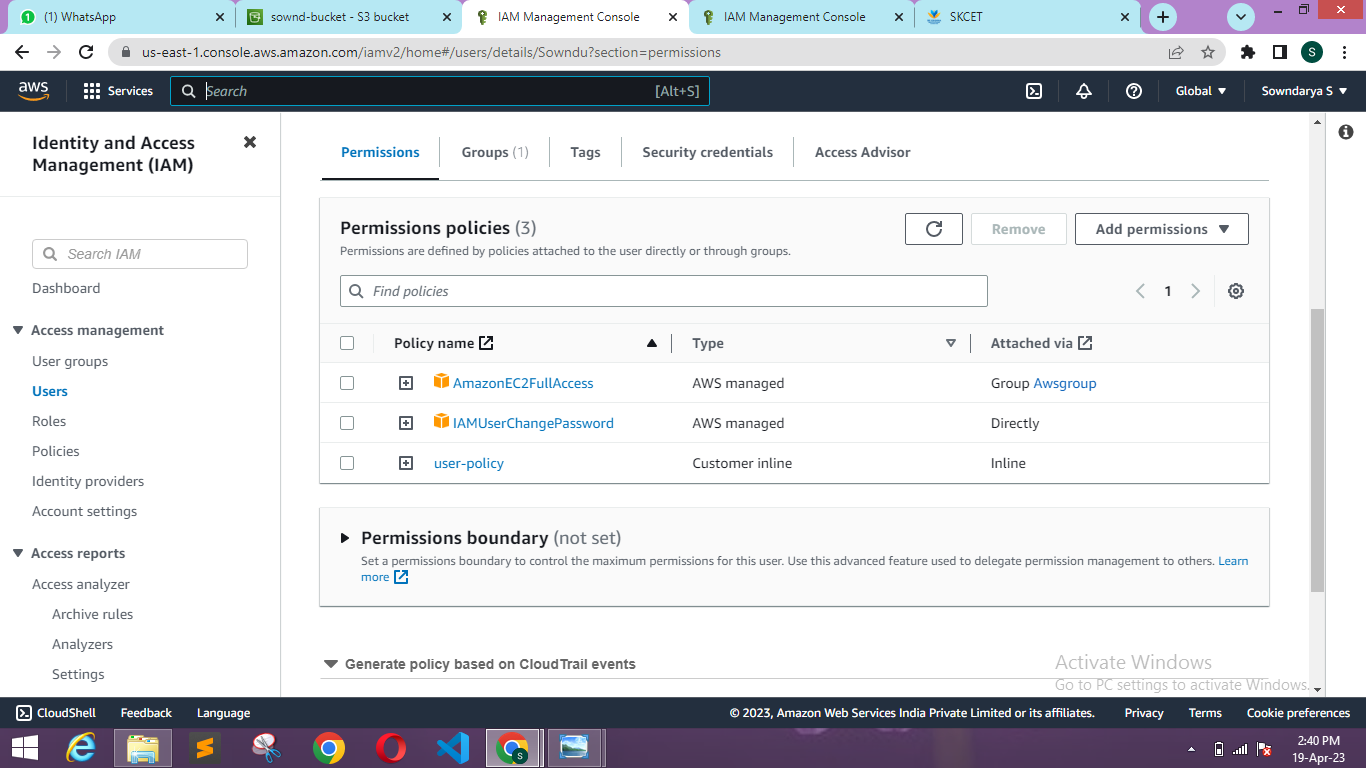 (1) WhatsApp
sownd-bucket - S3 bucket
IAM Management Console
IAM Management Console
SKCET
us-east-1.console.aws.amazon.com/iamv2/home#/users/details/Sowndu?section=permissions
S
aws
Services
Search
[Alt+S]
Global
Sowndarya S
Identity and Access
Management (IAM)
Search IAM
Dashboard
Access management
User groups
Users
Roles
Policies
Identity providers
Account settings
Access reports
Access analyzer
Archive rules
Analyzers
Settings
Permissions
Groups (1)
Tags
Security credentials
Access Advisor
Permissions policies (3)
Permissions are defined by policies attached to the user directly or through groups.
Remove
Add permissions
Find policies
1
Policy name
Type
Attached via
AmazonEC2FullAccess
AWS managed
Group Awsgroup
IAMUserChangePassword
AWS managed
Directly
user-policy
Customer inline
Inline
Permissions boundary (not set)
Set a permissions boundary to control the maximum permissions for this user. Use this advanced feature used to delegate permission management to others. Learn
more
Generate policy based on CloudTrail events
Activate Windows
Go to PC settings to activate Windows.
CloudShell
Feedback
Language
© 2023, Amazon Web Services India Private Limited or its affiliates.
Privacy
Terms
Cookie preferences
2:40 PM
19-Apr-23